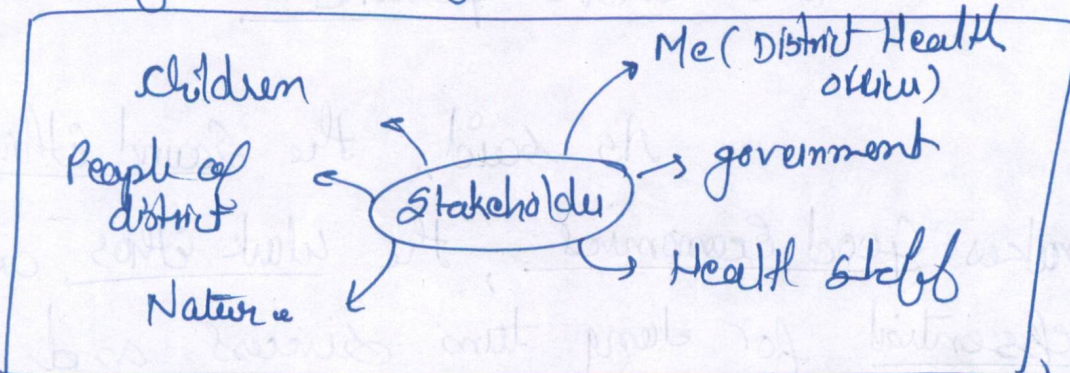 Children
People of
district
Nature
Stakeholder
Me (District Health
officer)
government
Health staff